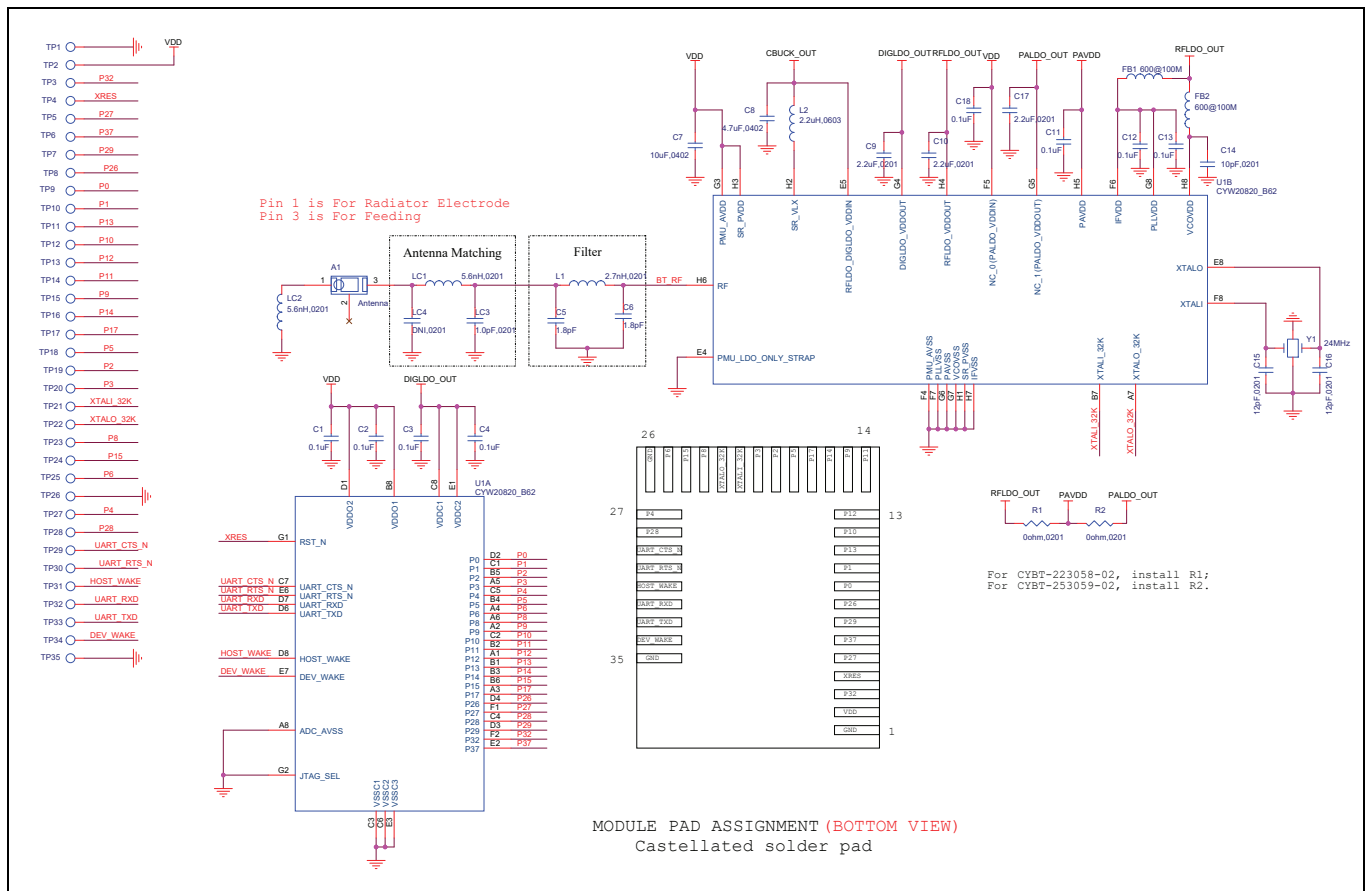 TP1
TP2
VDD
TP3 P32
TP4 XRES
TP5 P27
TP6 P37
TP7 P29
TP8 P26
TP9 P0
TP10 P1
TP11 P13
TP12 P10
TP13 P12
TP14 P11
TP15 P9
TP16 P14
TP17 P17
TP18 P5
TP19 P2
TP20 P3
TP21 XTALI_32K
TP22 XTALO_32K
TP23 P8
TP24 P15
TP25 P6
TP26
TP27 P4
TP28 P28
TP29 UART_CTS_N
TP30 UART_RTS_N
TP31 HOST_WAKE
TP32 UART_RXD
TP33 UART_TXD
TP34 DEV_WAKE
TP35
Pin 1 is For Radiator Electrode
Pin 3 is For Feeding
A1
1
3
2
Antenna
LC2
5.6nH,0201
Antenna Matching
LC1
5.6nH,0201
LC4
DNI,0201
LC3
1.0pF,0201
Filter
L1
2.7nH,0201
C5
1.8pF
C6
1.8pF
BT_RF
VDD
C7
10uF,0402
CBUCK_OUT
C8
4.7uF,0402
L2
2.2uH,0603
DIGLDO_OUT
RFLDO_OUT
VDD
PALDO_OUT
PAVDD
RFLDO_OUT
C9
2.2uF,0201
C10
2.2uF,0201
C18
0.1uF
C17
2.2uF,0201
C11
0.1uF
FB1 600@100M
FB2
600@100M
C12
0.1uF
C13
0.1uF
C14
10pF,0201
U1B
CYW20820_B62
G3 PMU_AVDD
H3 SR_PVDD
H2 SR_VLX
E5 RFLDO_DIGLDO_VDDIN
G4 DIGLDO_VDDOUT
H4 RFLDO_VDDOUT
F5 NC_0 (PALDO_VDDIN)
G5 NC_1 (PALDO_VDDOUT)
H5 PAVDD
F6 IFVDD
G8 PLLVDD
H8 VCOVDD
H6 RF
E4 PMU_LDO_ONLY_STRAP
XTALO E8
XTALI F8
F4 PMU_AVSS
F7 PLLVSS
G6 PAVSS
G7 VCOVSS
H1 SR_PVSS
H7 IFVSS
XTALI_32K B7 XTALI_32K
XTALO_32K A7 XTALO_32K
Y1
24MHz
C15
12pF,0201
C16
12pF,0201
VDD
DIGLDO_OUT
C1
0.1uF
C2
0.1uF
C3
0.1uF
C4
0.1uF
U1A
CYW20820_B62
D1 VDDO2
B8 VDDO1
C8 VDDC1
E1 VDDC2
XRES G1 RST_N
UART_CTS_N C7 UART_CTS_N
UART_RTS_N E6 UART_RTS_N
UART_RXD D7 UART_RXD
UART_TXD D6 UART_TXD
HOST_WAKE D8 HOST_WAKE
DEV_WAKE E7 DEV_WAKE
A8 ADC_AVSS
G2 JTAG_SEL
C3 VSSC1
C6 VSSC2
E3 VSSC3
P0 D2 P0
P1 C1 P1
P2 B5 P2
P3 A5 P3
P4 C5 P4
P5 B4 P5
P6 A4 P6
P8 A6 P8
P9 A2 P9
P10 C2 P10
P11 B2 P11
P12 A1 P12
P13 B1 P13
P14 B3 P14
P15 B6 P15
P17 A3 P17
P26 D4 P26
P27 F1 P27
P28 C4 P28
P29 D3 P29
P32 F2 P32
P37 E2 P37
26
14
GND P6 P15 P8 XTALO_32K XTALI_32K P3 P2 P5 P17 P14 P9 P11
27 P4
P28
UART_CTS_N
UART_RTS_N
HOST_WAKE
UART_RXD
UART_TXD
DEV_WAKE
35 GND
P12 13
P10
P13
P1
P0
P26
P29
P37
P27
XRES
P32
VDD
GND 1
RFLDO_OUT
PAVDD
PALDO_OUT
R1
R2
0ohm,0201
0ohm,0201
For CYBT-223058-02, install R1;
For CYBT-253059-02, install R2.
MODULE PAD ASSIGNMENT (BOTTOM VIEW)
Castellated solder pad